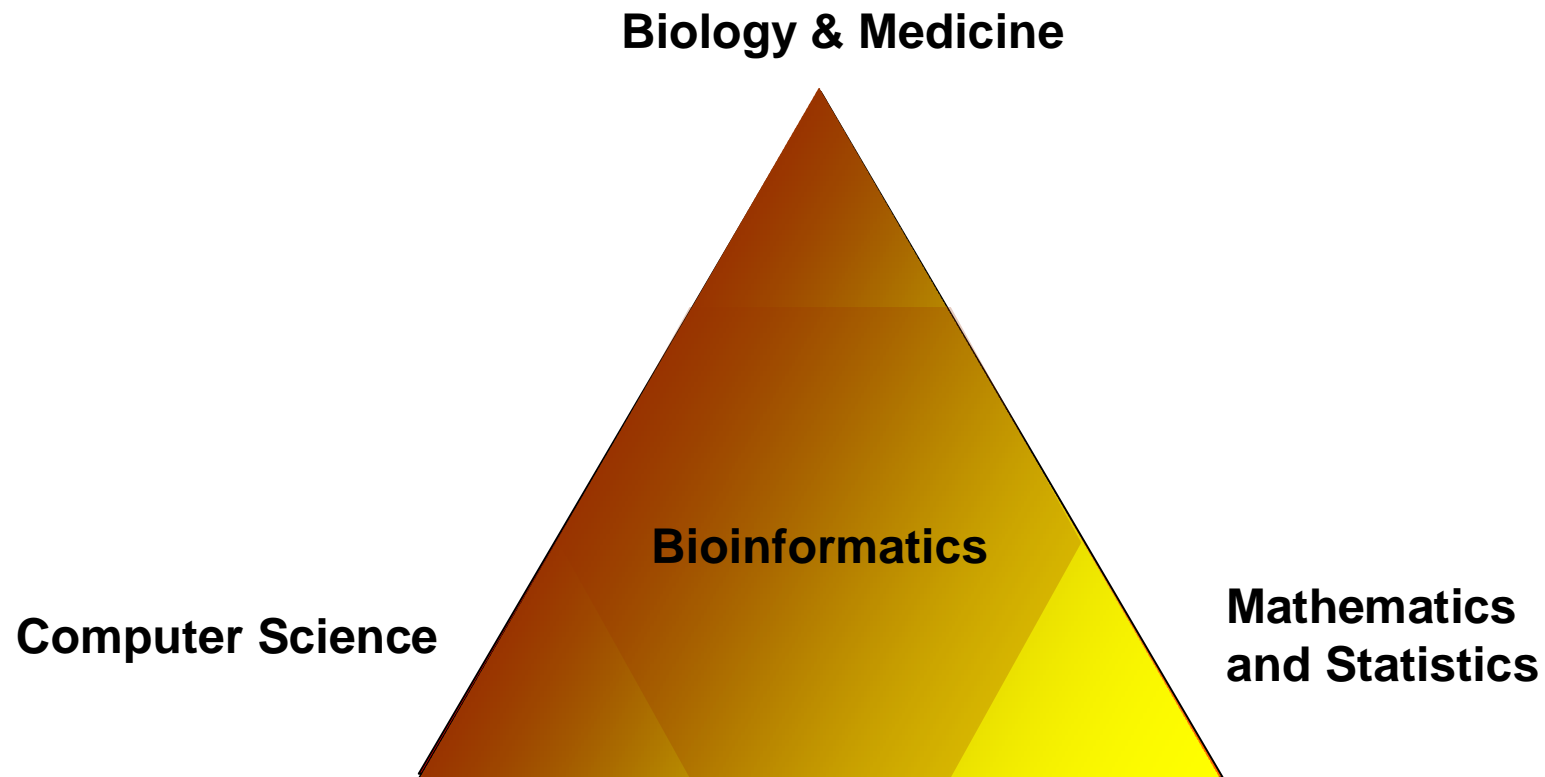 Biology & Medicine
Bioinformatics
Computer Science
Mathematics
and Statistics